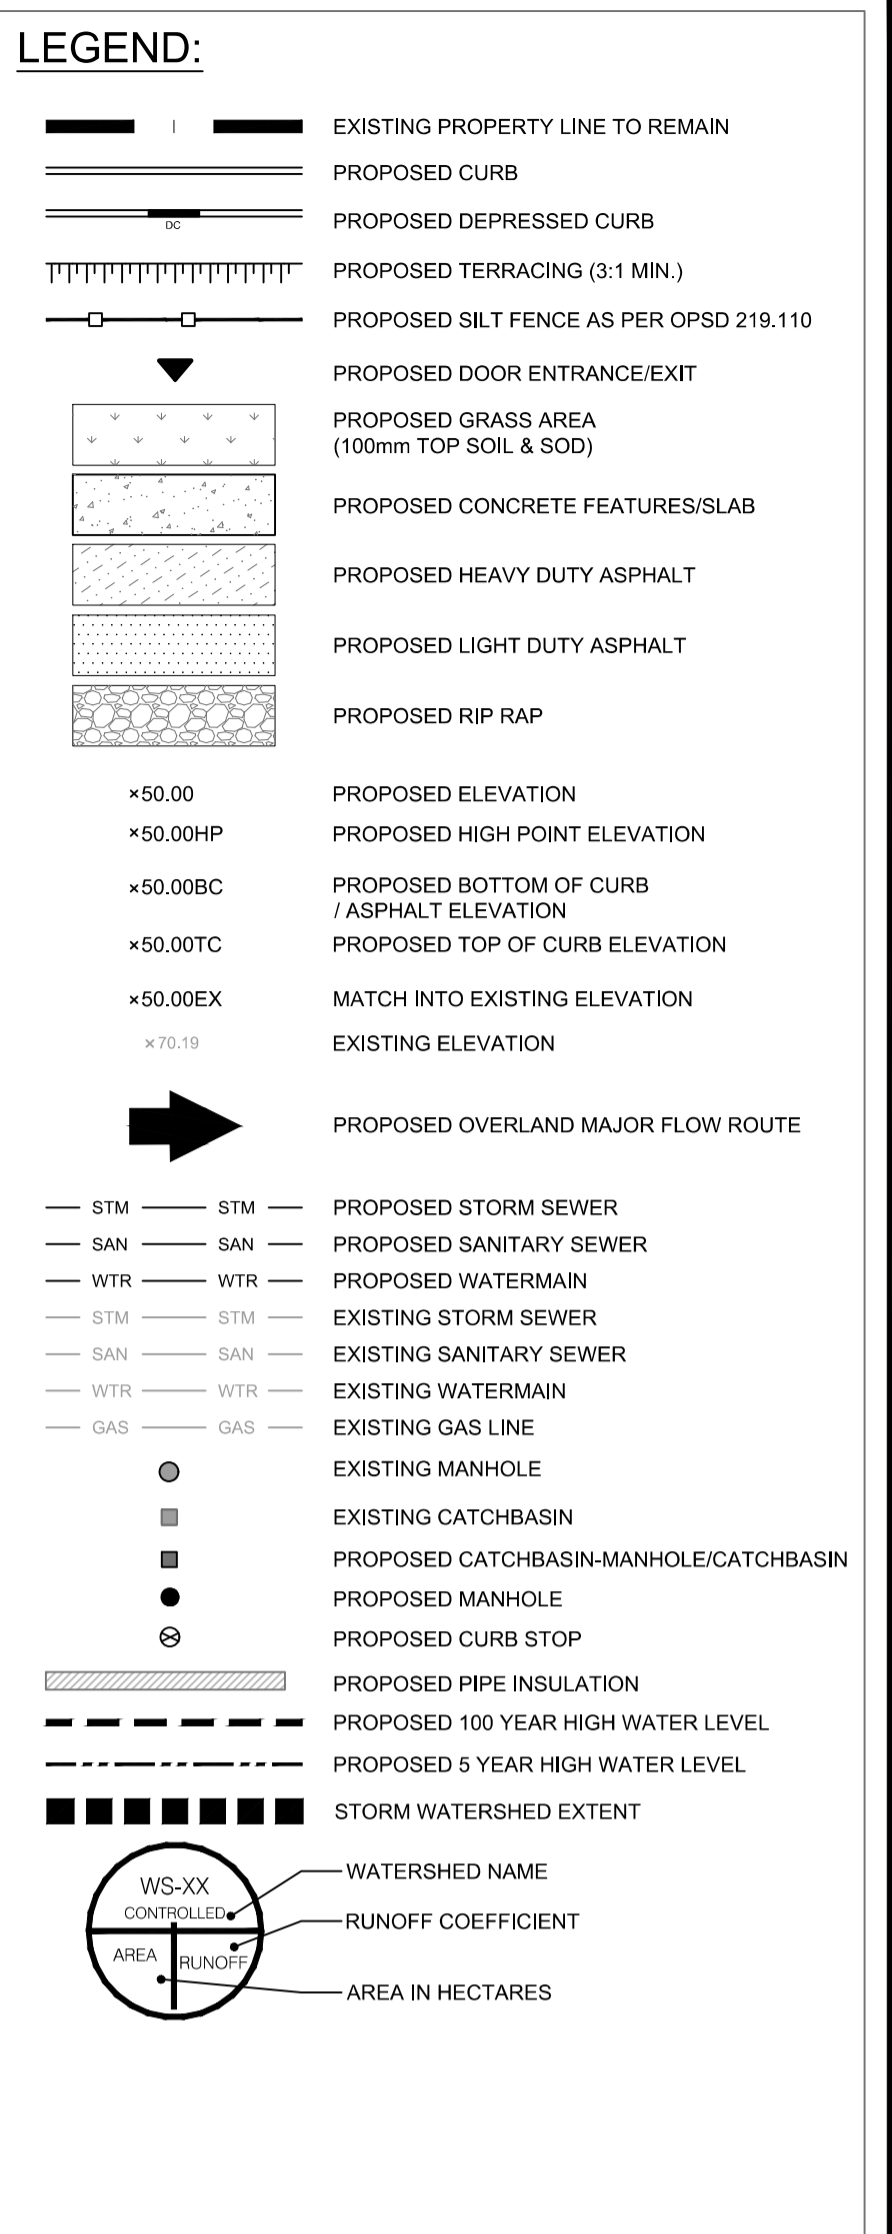 LEGEND:
EXISTING PROPERTY LINE TO REMAIN
PROPOSED CURB
DC PROPOSED DEPRESSED CURB
PROPOSED TERRACING (3:1 MIN.)
PROPOSED SILT FENCE AS PER OPSD 219.110
PROPOSED DOOR ENTRANCE/EXIT
PROPOSED GRASS AREA
(100mm TOP SOIL & SOD)
PROPOSED CONCRETE FEATURES/SLAB
PROPOSED HEAVY DUTY ASPHALT
PROPOSED LIGHT DUTY ASPHALT
PROPOSED RIP RAP
×50.00 PROPOSED ELEVATION
×50.00HP PROPOSED HIGH POINT ELEVATION
×50.00BC PROPOSED BOTTOM OF CURB
/ ASPHALT ELEVATION
×50.00TC PROPOSED TOP OF CURB ELEVATION
×50.00EX MATCH INTO EXISTING ELEVATION
×70.19 EXISTING ELEVATION
PROPOSED OVERLAND MAJOR FLOW ROUTE
STM STM PROPOSED STORM SEWER
SAN SAN PROPOSED SANITARY SEWER
WTR WTR PROPOSED WATERMAIN
STM STM EXISTING STORM SEWER
SAN SAN EXISTING SANITARY SEWER
WTR WTR EXISTING WATERMAIN
GAS GAS EXISTING GAS LINE
EXISTING MANHOLE
EXISTING CATCHBASIN
PROPOSED CATCHBASIN-MANHOLE/CATCHBASIN
PROPOSED MANHOLE
PROPOSED CURB STOP
PROPOSED PIPE INSULATION
PROPOSED 100 YEAR HIGH WATER LEVEL
PROPOSED 5 YEAR HIGH WATER LEVEL
STORM WATERSHED EXTENT
WS-XX
CONTROLLED
AREA
RUNOFF
WATERSHED NAME
RUNOFF COEFFICIENT
AREA IN HECTARES